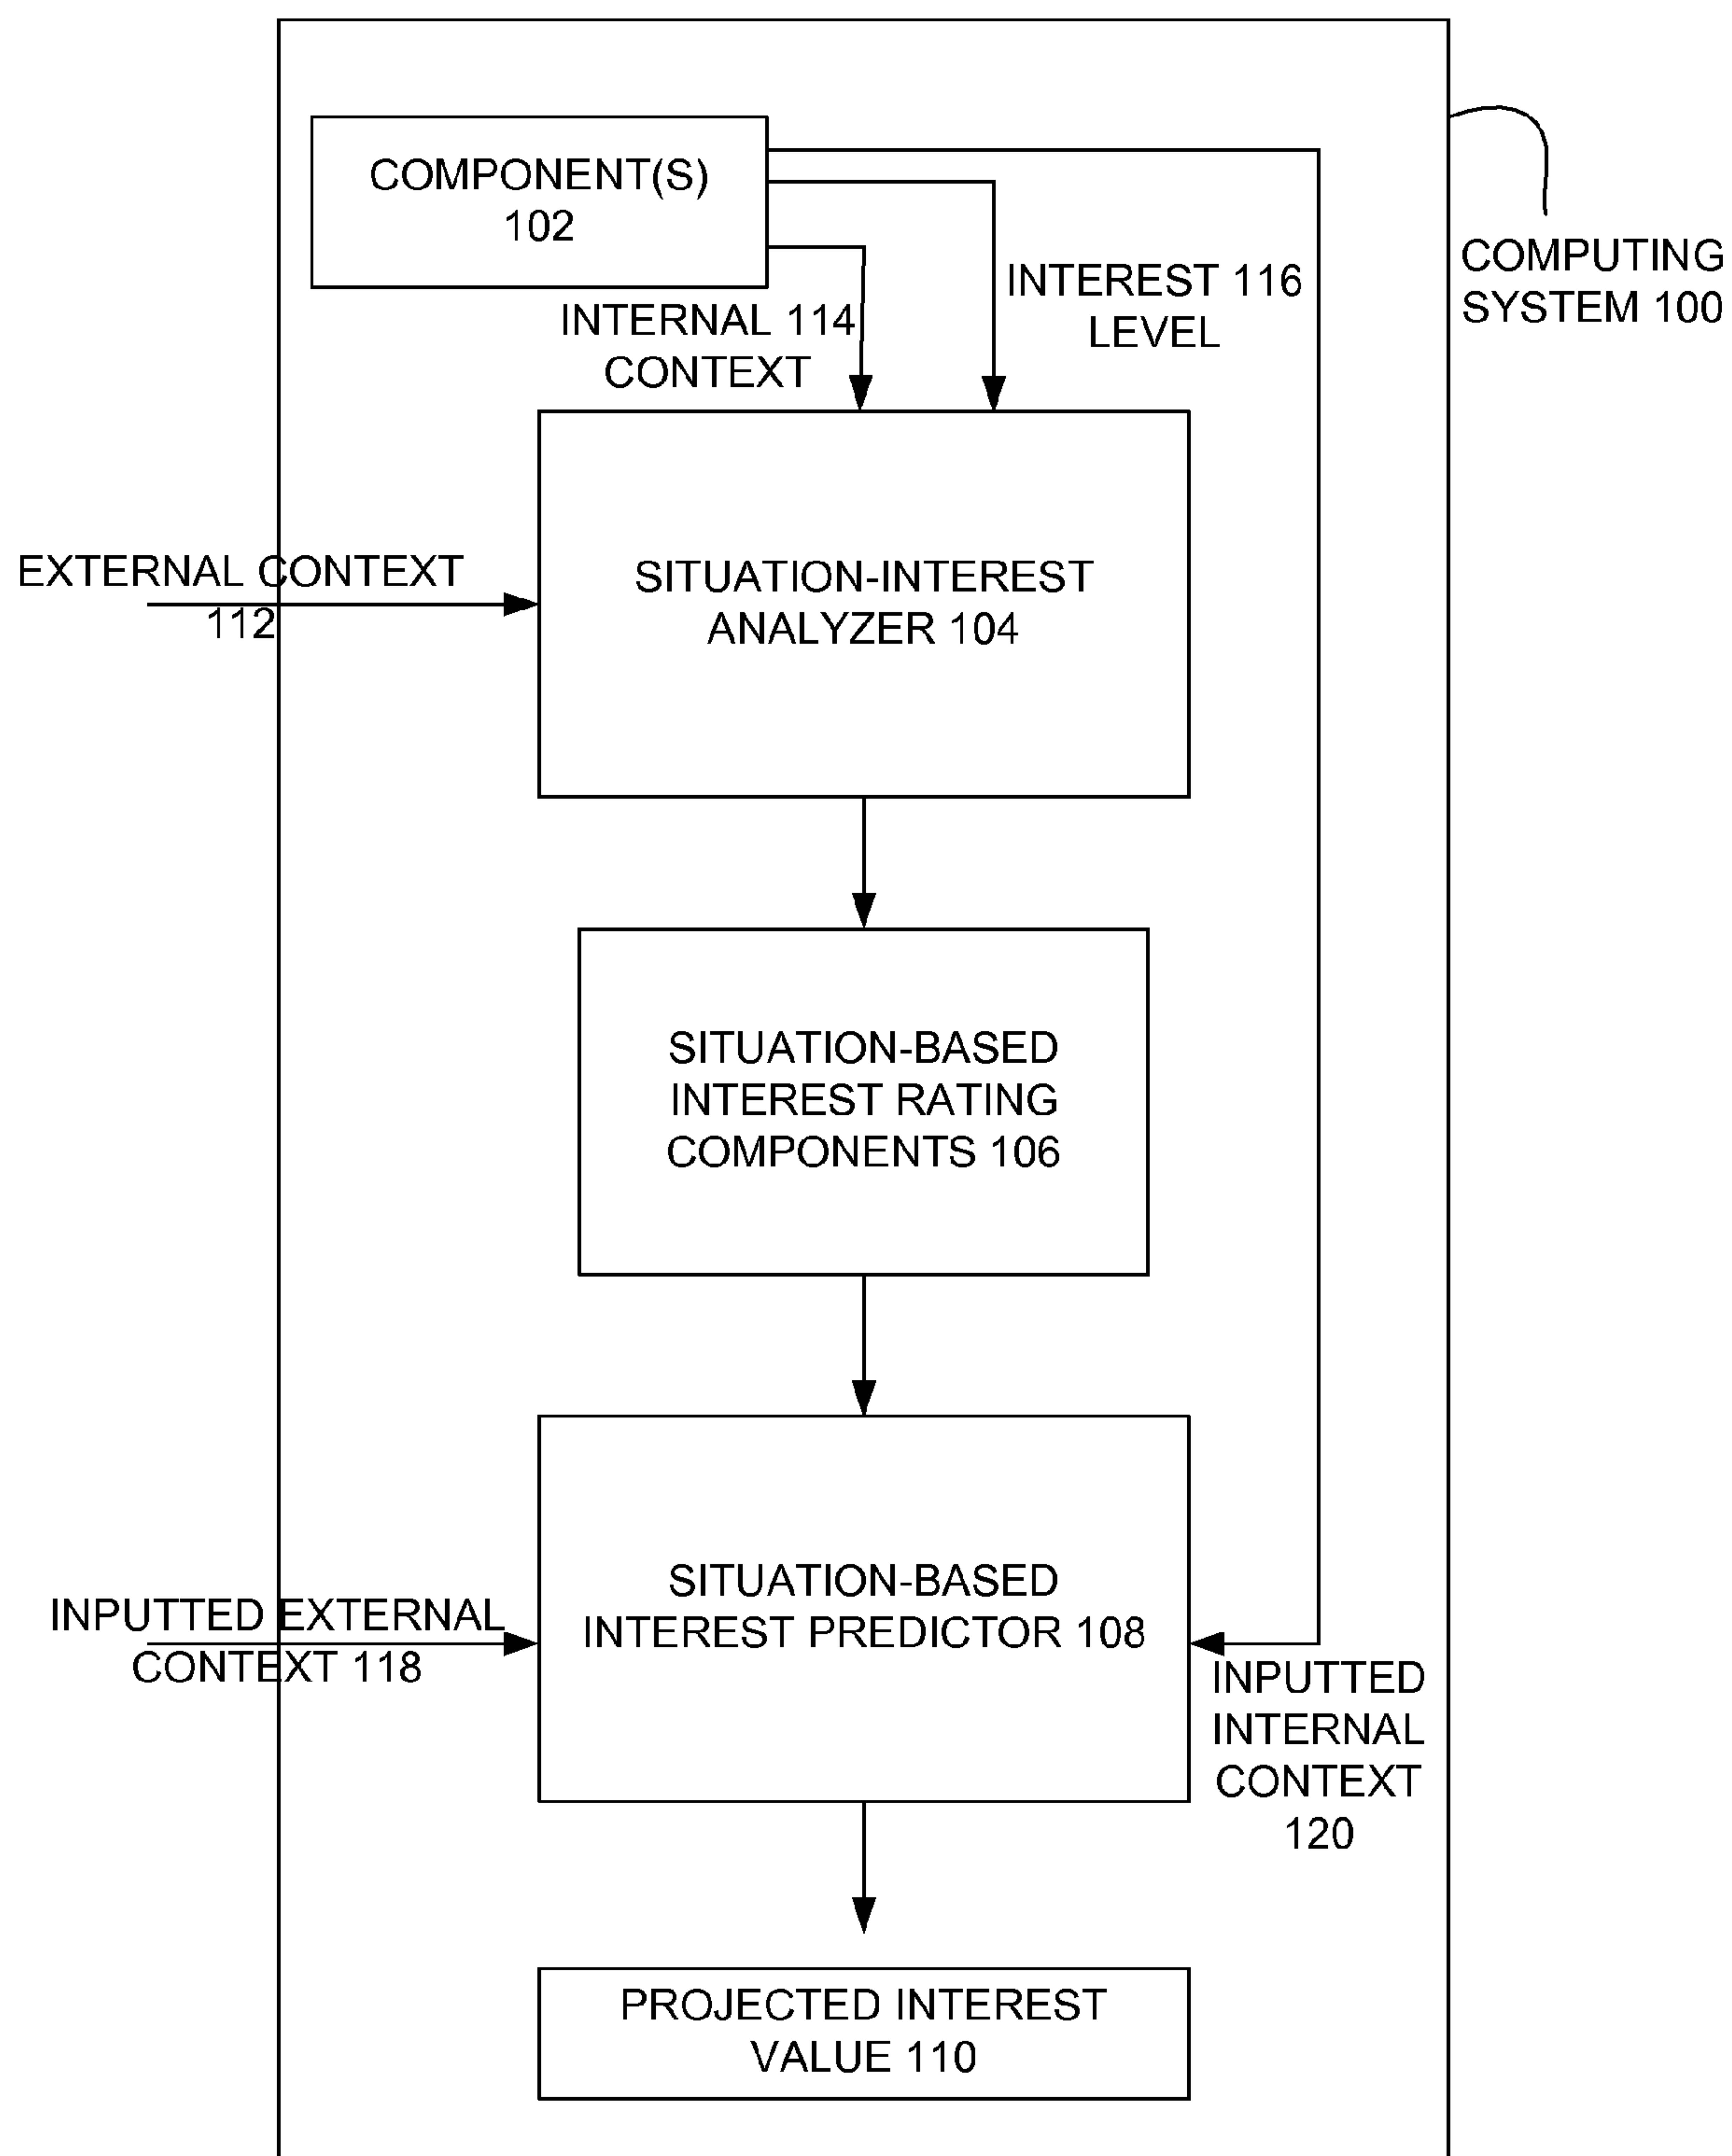 COMPONENT(S)
102
COMPUTING
SYSTEM 100
INTEREST 116
LEVEL
INTERNAL 114
CONTEXT
EXTERNAL CONTEXT
112
SITUATION-INTEREST
ANALYZER 104
SITUATION-BASED
INTEREST RATING
COMPONENTS 106
SITUATION-BASED
INTEREST PREDICTOR 108
INPUTTED EXTERNAL
CONTEXT 118
INPUTTED
INTERNAL
CONTEXT
120
PROJECTED INTEREST
VALUE 110